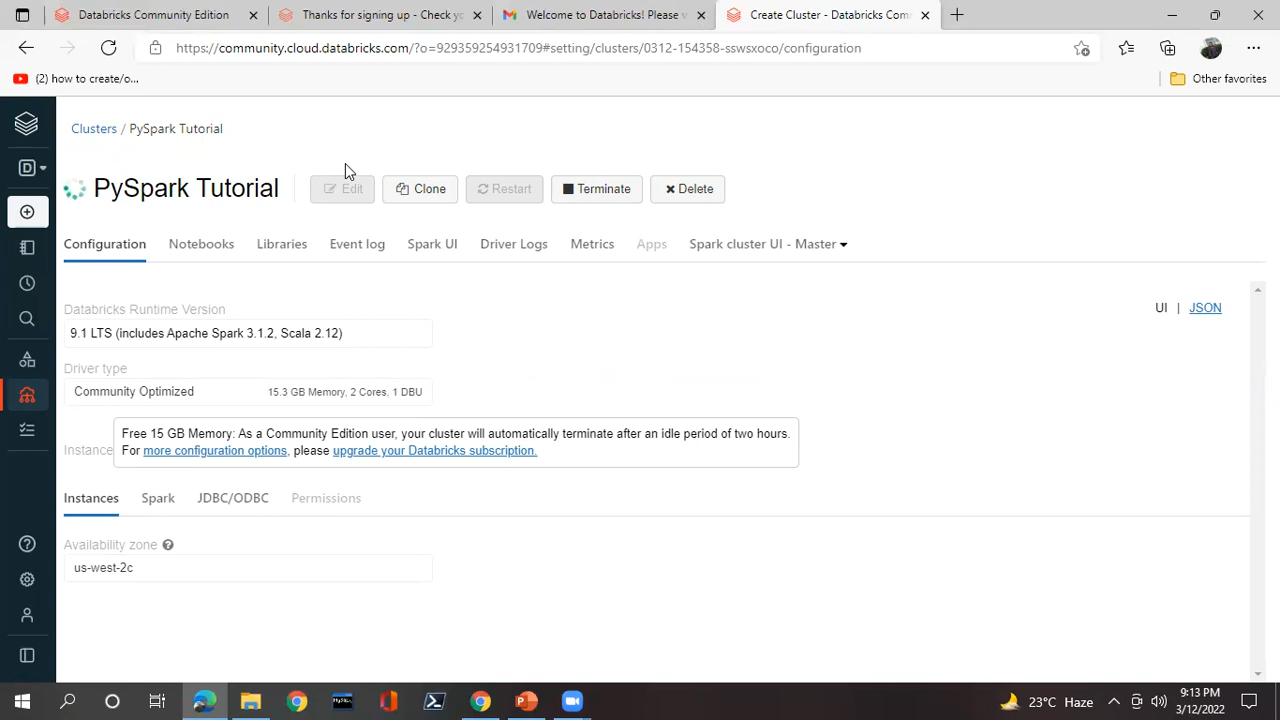 Databricks Community Edition
Thanks for signing up - Check yo
Welcome to Databricks! Please v
Create Cluster - Databricks Com
https://community.cloud.databricks.com/?o=929359254931709#setting/clusters/0312-154358-sswsxoco/configuration
(2) how to create/o...
Other favorites
Clusters / PySpark Tutorial
D
PySpark Tutorial
Edit
Clone
Restart
Terminate
Delete
Configuration
Notebooks
Libraries
Event log
Spark UI
Driver Logs
Metrics
Apps
Spark cluster UI - Master
Databricks Runtime Version
UI | JSON
9.1 LTS (includes Apache Spark 3.1.2, Scala 2.12)
Driver type
Community Optimized 15.3 GB Memory, 2 Cores, 1 DBU
Instance
Free 15 GB Memory: As a Community Edition user, your cluster will automatically terminate after an idle period of two hours.
For more configuration options, please upgrade your Databricks subscription.
Instances
Spark
JDBC/ODBC
Permissions
Availability zone
us-west-2c
23°C Haze
9:13 PM
3/12/2022